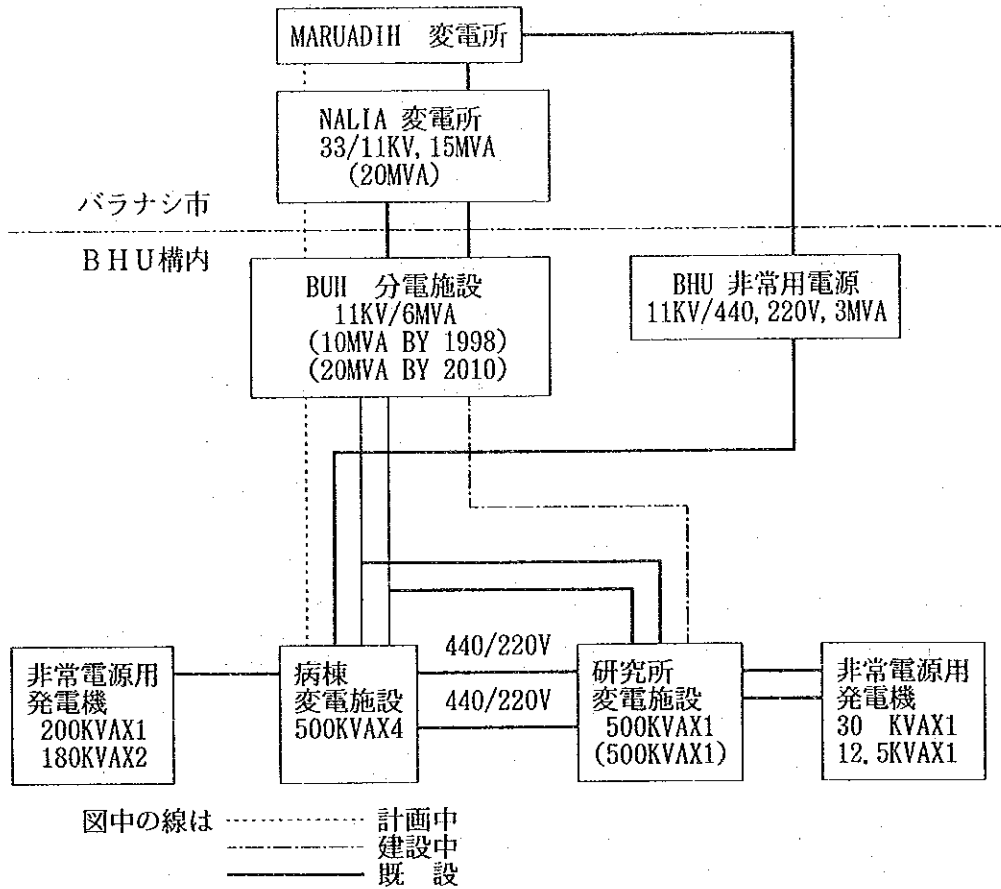 MARUADIH 変電所
NALIA 変電所
33/11KV, 15MVA
(20MVA)
バラナシ市
BHU構内
BUH 分電施設
11KV/6MVA
(10MVA BY 1998)
(20MVA BY 2010)
BHU 非常用電源
11KV/440, 220V, 3MVA
非常電源用
発電機
200KVAX1
180KVAX2
病棟
変電施設
500KVAX4
440/220V
440/220V
研究所
変電施設
500KVAX1
(500KVAX1)
非常電源用
発電機
30 KVAX1
12.5KVAX1
図中の線は 計画中
建設中
既 設